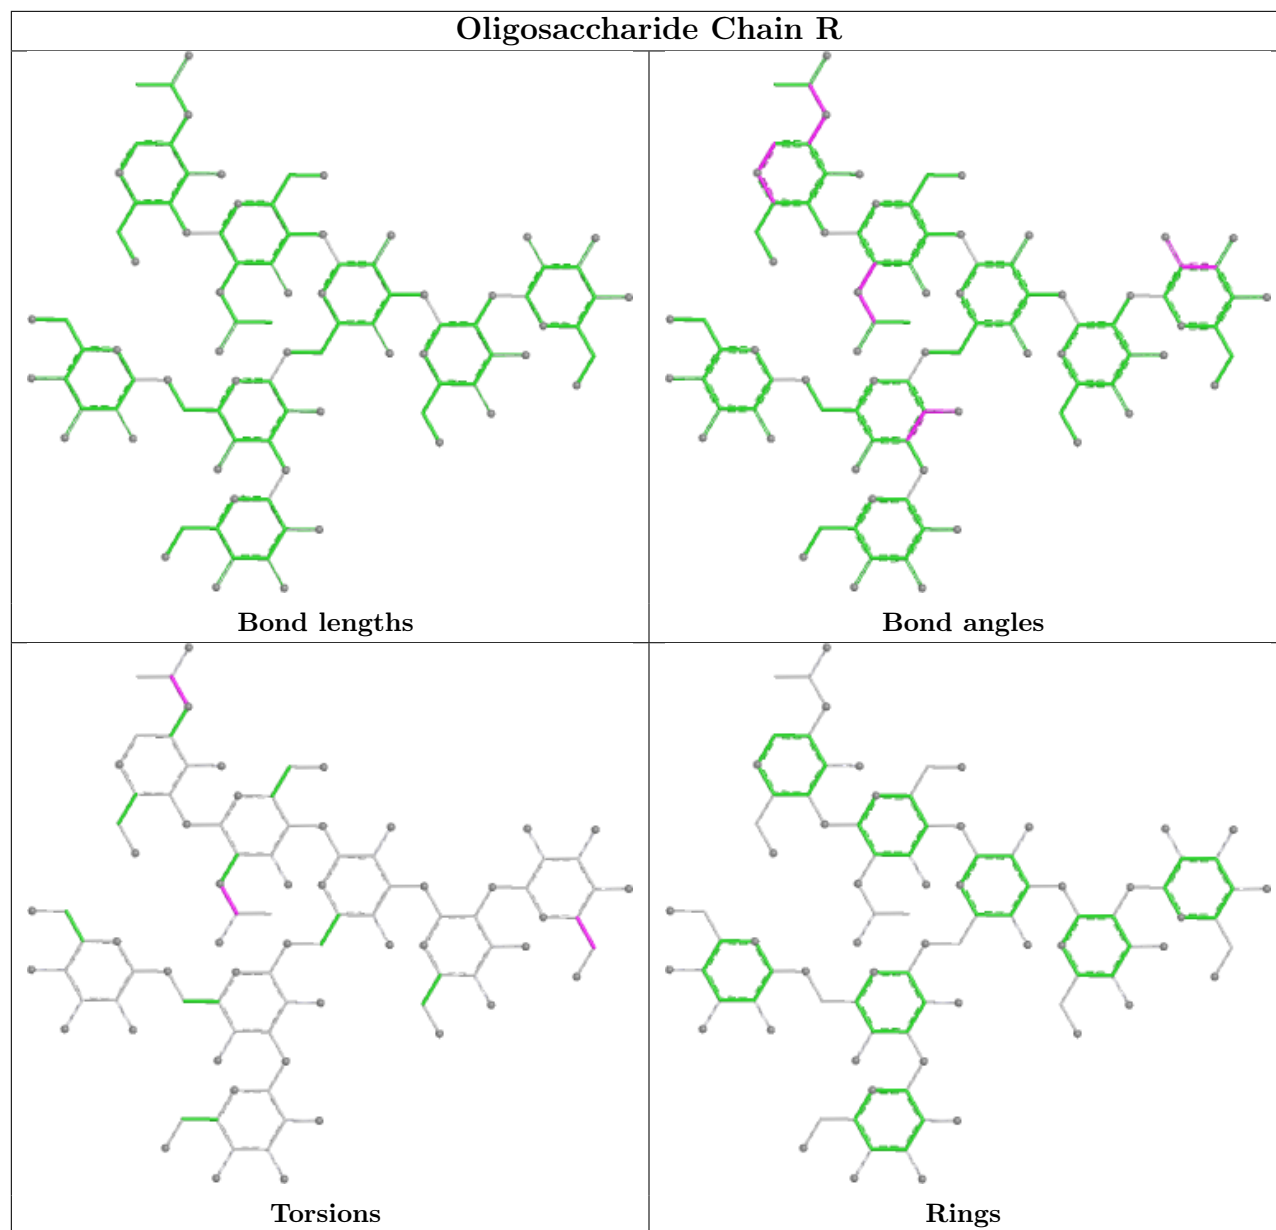 Oligosaccharide Chain R
Bond lengths
Bond angles
Torsions
Rings